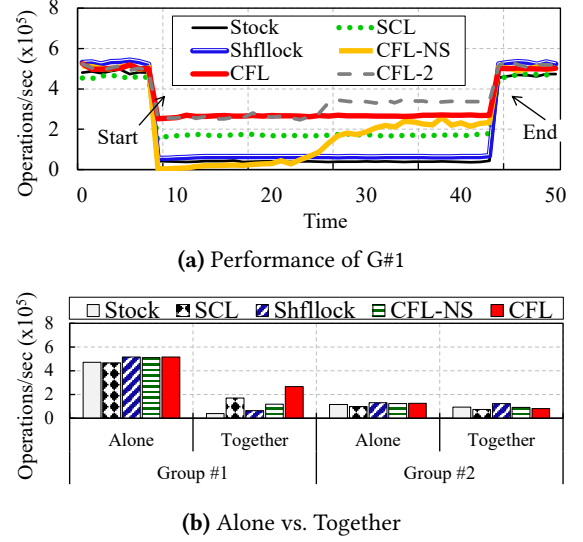 Operations/sec (x10⁵)
8
6
4
2
0
Stock
SCL
Shfllock
CFL-NS
CFL
CFL-2
Start
End
0 10 20 30 40 50
Time
(a) Performance of G#1
Operations/sec (x10⁵)
8
6
4
2
0
Stock SCL Shfllock CFL-NS CFL
Alone Together Alone Together
Group #1 Group #2
(b) Alone vs. Together